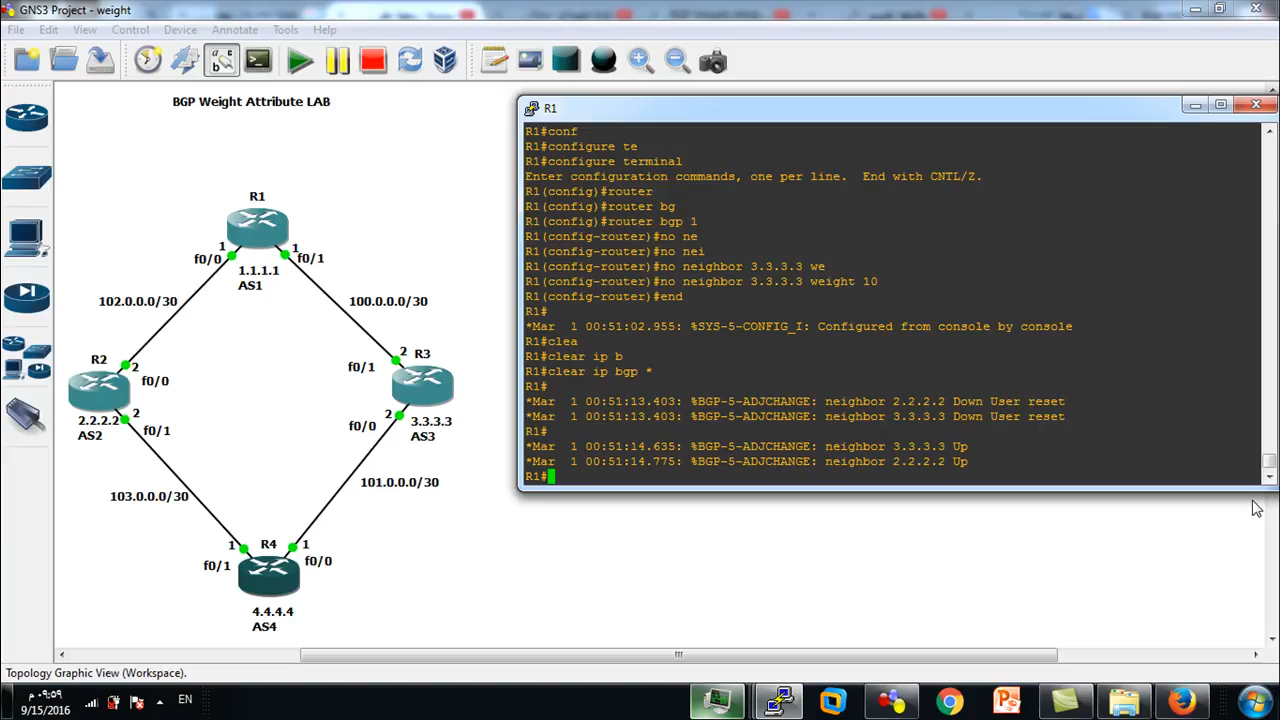 GNS3 Project - weight
File Edit View Control Device Annotate Tools Help
BGP Weight Attribute LAB
R1
1
f0/0
1
f0/1
1.1.1.1
AS1
102.0.0.0/30
100.0.0.0/30
R2
2
f0/0
2.2.2.2
AS2
2
f0/1
R3
2
f0/1
2
f0/0
3.3.3.3
AS3
103.0.0.0/30
101.0.0.0/30
R4
1
f0/1
1
f0/0
4.4.4.4
AS4
R1
R1#conf
R1#configure te
R1#configure terminal
Enter configuration commands, one per line.  End with CNTL/Z.
R1(config)#router
R1(config)#router bg
R1(config)#router bgp 1
R1(config-router)#no ne
R1(config-router)#no nei
R1(config-router)#no neighbor 3.3.3.3 we
R1(config-router)#no neighbor 3.3.3.3 weight 10
R1(config-router)#end
R1#
*Mar  1 00:51:02.955: %SYS-5-CONFIG_I: Configured from console by console
R1#clea
R1#clear ip b
R1#clear ip bgp *
R1#
*Mar  1 00:51:13.403: %BGP-5-ADJCHANGE: neighbor 2.2.2.2 Down User reset
*Mar  1 00:51:13.403: %BGP-5-ADJCHANGE: neighbor 3.3.3.3 Down User reset
R1#
*Mar  1 00:51:14.635: %BGP-5-ADJCHANGE: neighbor 3.3.3.3 Up
*Mar  1 00:51:14.775: %BGP-5-ADJCHANGE: neighbor 2.2.2.2 Up
R1#
Topology Graphic View (Workspace).
٠٩:٥٩ م
9/15/2016
EN